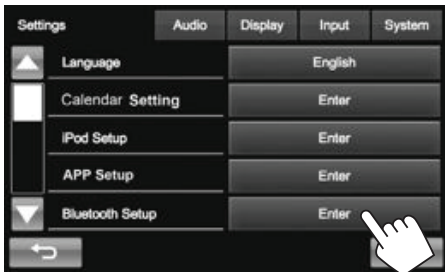 Settings Audio Display Input System
Language English
Calendar Setting Enter
iPod Setup Enter
APP Setup Enter
Bluetooth Setup Enter